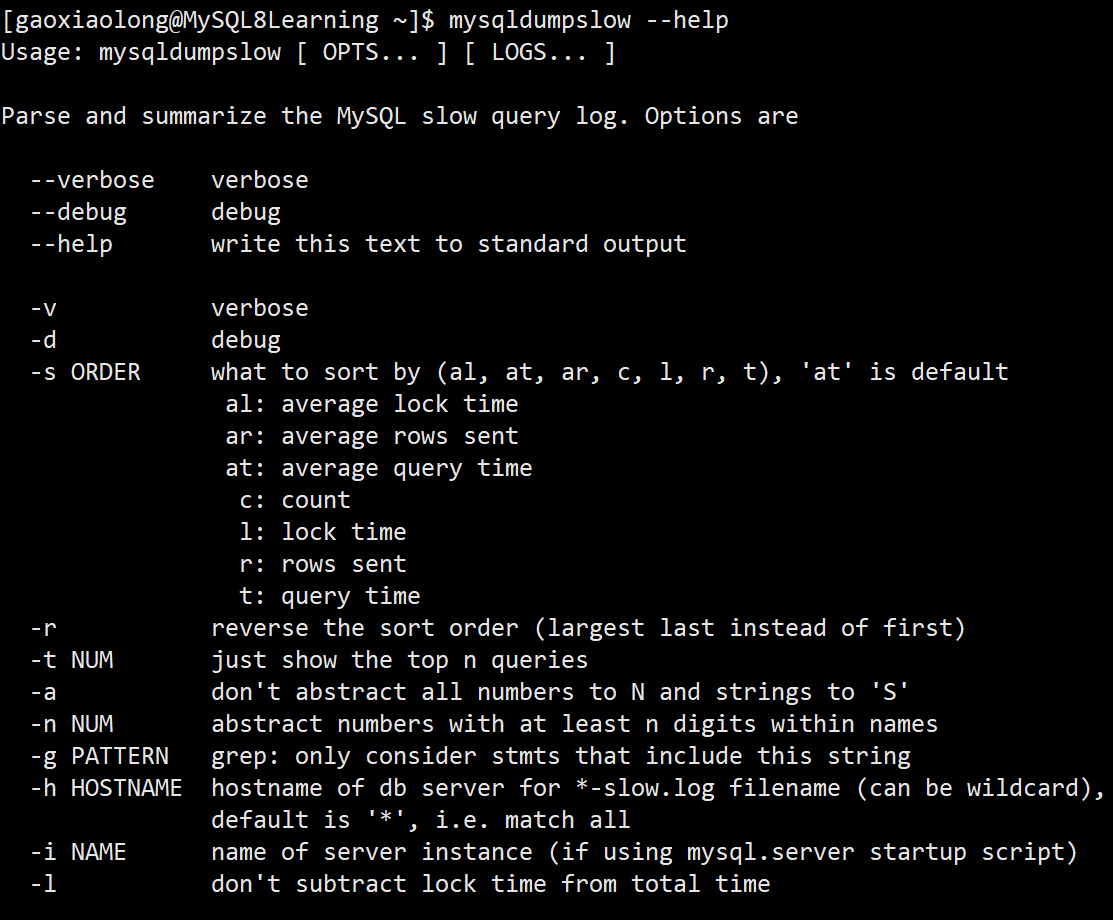 [gaoxiaolong@MySQL8Learning ~]$ mysqldumpslow --help
Usage: mysqldumpslow [ OPTS... ] [ LOGS... ]
Parse and summarize the MySQL slow query log. Options are
--verbose    verbose
--debug      debug
--help       write this text to standard output
-v           verbose
-d           debug
-s ORDER     what to sort by (al, at, ar, c, l, r, t), 'at' is default
al: average lock time
ar: average rows sent
at: average query time
c: count
l: lock time
r: rows sent
t: query time
-r           reverse the sort order (largest last instead of first)
-t NUM       just show the top n queries
-a           don't abstract all numbers to N and strings to 'S'
-n NUM       abstract numbers with at least n digits within names
-g PATTERN   grep: only consider stmts that include this string
-h HOSTNAME  hostname of db server for *-slow.log filename (can be wildcard),
default is '*', i.e. match all
-i NAME      name of server instance (if using mysql.server startup script)
-l           don't subtract lock time from total time